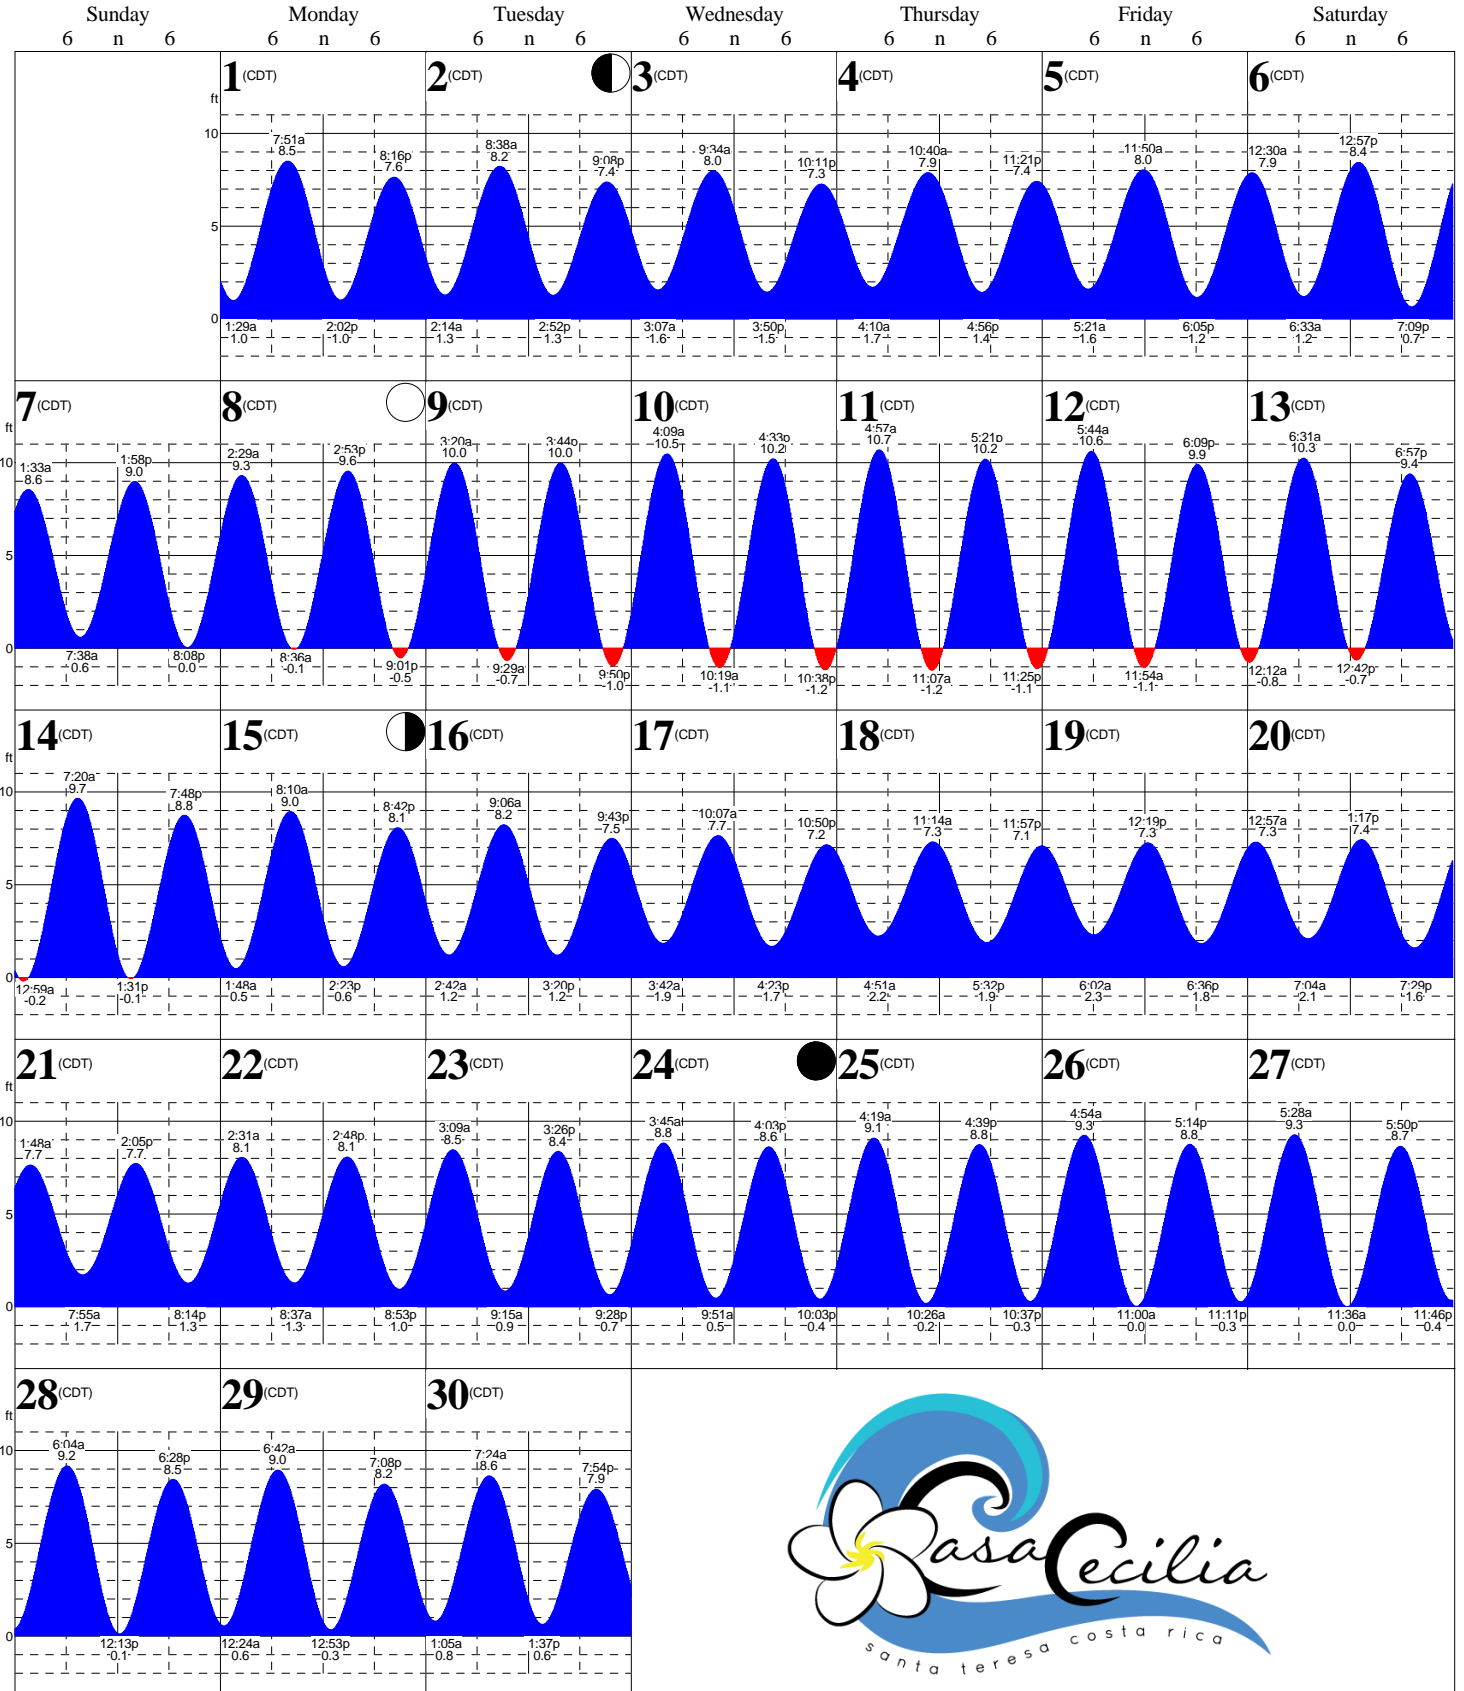 Sunday Monday Tuesday Wednesday Thursday Friday Saturday
6 n 6 6 n 6 6 n 6 6 n 6 6 n 6 6 n 6 6 n 6
1 (CDT) 2 (CDT) 3 (CDT) 4 (CDT) 5 (CDT) 6 (CDT)
ft
10
5
0
7:51a 8:16p 8:38a 9:08p 9:34a 10:11p 10:40a 11:21p 11:50a 12:30a 12:57p
8.5 7.6 8.2 7.4 8.0 7.3 7.9 7.4 8.0 7.9 8.4
1:29a 2:02p 2:14a 2:52p 3:07a 3:50p 4:10a 4:56p 5:21a 6:05p 6:33a 7:09p
1.0 1.0 1.3 1.3 1.6 1.5 1.7 1.4 1.6 1.2 1.2 0.7
7 (CDT) 8 (CDT) 9 (CDT) 10 (CDT) 11 (CDT) 12 (CDT) 13 (CDT)
ft
10
5
0
1:33a 1:58p 2:29a 2:53p 3:20a 3:44p 4:09a 4:33p 4:57a 5:21p 5:44a 6:09p 6:31a 6:57p
8.6 9.0 9.3 9.6 10.0 10.0 10.5 10.2 10.7 10.2 10.6 9.9 10.3 9.4
7:38a 8:08p 8:36a 9:01p 9:29a 9:50p 10:19a 10:38p 11:07a 11:25p 11:54a 12:12a 12:42p
0.6 0.0 -0.1 -0.5 -0.7 -1.0 -1.1 -1.2 -1.2 -1.1 -1.1 -0.8 -0.7
14 (CDT) 15 (CDT) 16 (CDT) 17 (CDT) 18 (CDT) 19 (CDT) 20 (CDT)
ft
10
5
0
7:20a 7:48p 8:10a 8:42p 9:06a 9:43p 10:07a 10:50p 11:14a 11:57p 12:19p 12:57a 1:17p
9.7 8.8 9.0 8.1 8.2 7.5 7.7 7.2 7.3 7.1 7.3 7.3 7.4
12:59a 1:31p 1:48a 2:23p 2:42a 3:20p 3:42a 4:23p 4:51a 5:32p 6:02a 6:36p 7:04a 7:29p
-0.2 -0.1 0.5 0.6 1.2 1.2 1.9 1.7 2.2 1.9 2.3 1.8 2.1 1.6
21 (CDT) 22 (CDT) 23 (CDT) 24 (CDT) 25 (CDT) 26 (CDT) 27 (CDT)
ft
10
5
0
1:48a 2:05p 2:31a 2:48p 3:09a 3:26p 3:45a 4:03p 4:19a 4:39p 4:54a 5:14p 5:28a 5:50p
7.7 7.7 8.1 8.1 8.5 8.4 8.8 8.6 9.1 8.8 9.3 8.8 9.3 8.7
7:55a 8:14p 8:37a 8:53p 9:15a 9:28p 9:51a 10:03p 10:26a 10:37p 11:00a 11:11p 11:36a 11:46p
1.7 1.3 1.3 1.0 0.9 0.7 0.5 0.4 0.2 0.3 0.0 0.3 0.0 0.4
28 (CDT) 29 (CDT) 30 (CDT)
ft
10
5
0
6:04a 6:28p 6:42a 7:08p 7:24a 7:54p
9.2 8.5 9.0 8.2 8.6 7.9
12:13p 12:24a 12:53p 1:05a 1:37p
0.1 0.6 0.3 0.8 0.6
Casa Cecilia
santa teresa costa rica